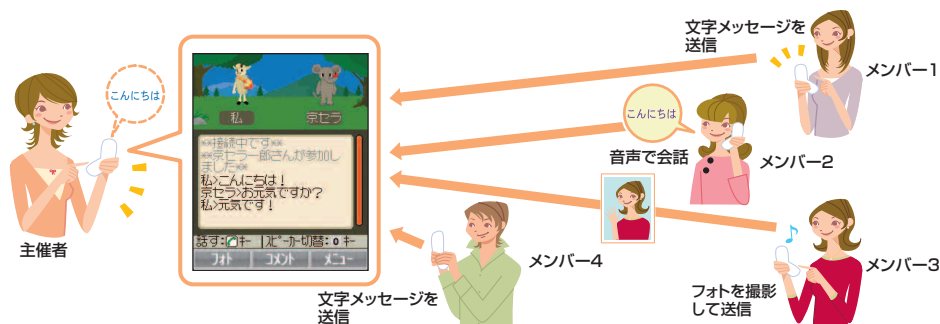 文字メッセージを
送信
メンバー1
こんにちは
こんにちは
私
京セラ
音声で会話
メンバー2
**接続中です**
**京セラ一郎さんが参加し
ました**
私>こんにちは!
京セラ>お元気ですか?
私>元気です!
主催者
話す:キー
スピーカー切替:0 キー
フォト
コメント
メニュー
メンバー4
文字メッセージを
送信
メンバー3
フォトを撮影
して送信